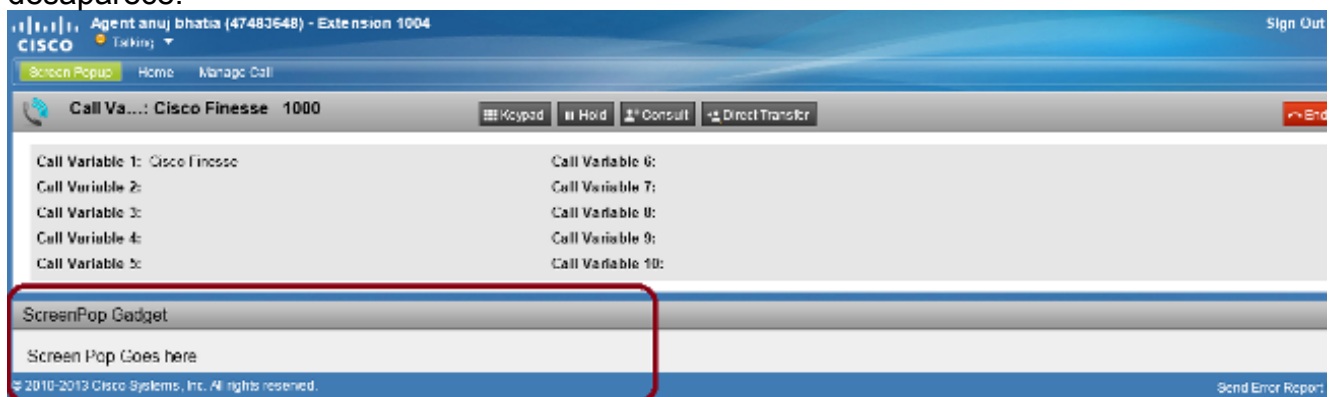 desaparece.
Agent anuj bhatia (47483648) - Extension 1004
Sign Out
CISCO
Talking
Screen Popup Home Manage Call
Call Va...: Cisco Finesse 1000
Keypad Hold Consult Direct Transfer
End
Call Variable 1: Cisco Finesse
Call Variable 6:
Call Variable 2:
Call Variable 7:
Call Variable 3:
Call Variable 8:
Call Variable 4:
Call Variable 9:
Call Variable 5:
Call Variable 10:
ScreenPop Gadget
Screen Pop Goes here
© 2010-2013 Cisco Systems, Inc. All rights reserved.
Send Error Report